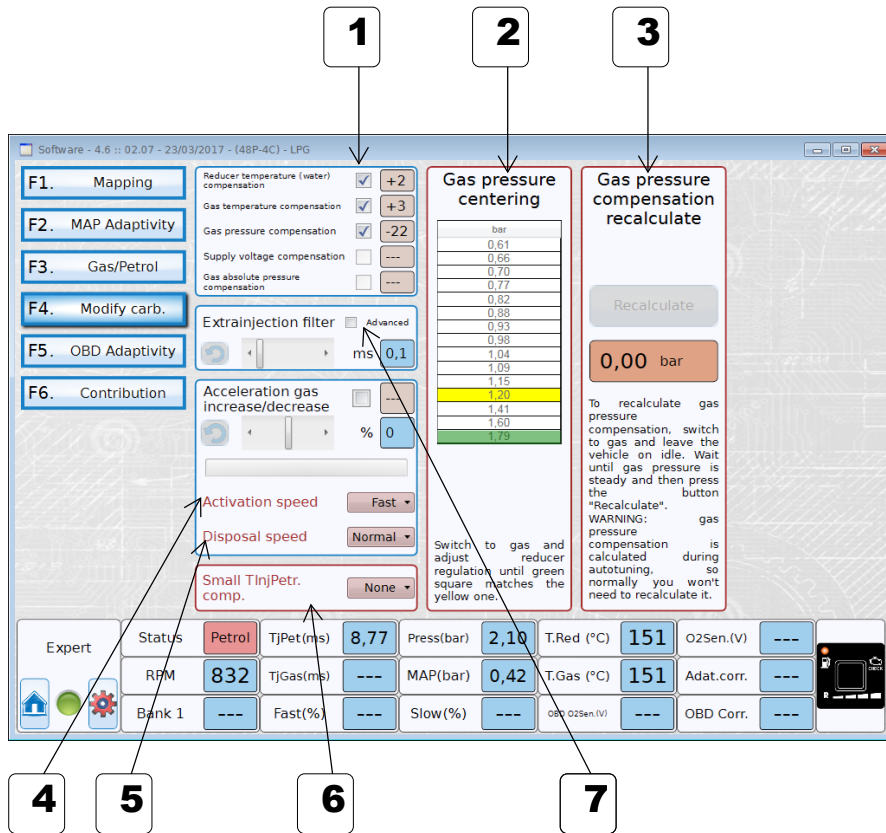 1
2
3
Software - 4.6 :: 02.07 - 23/03/2017 - (48P-4C) - LPG
F1. Mapping
F2. MAP Adaptivity
F3. Gas/Petrol
F4. Modify carb.
F5. OBD Adaptivity
F6. Contribution
Reducer temperature (water)
compensation
+2
Gas temperature compensation
+3
Gas pressure compensation
-22
Supply voltage compensation
---
Gas absolute pressure
compensation
---
Extrainjection filter
Advanced
ms 0,1
Acceleration gas
increase/decrease
---
% 0
Activation speed
Fast
Disposal speed
Normal
Small TInjPetr.
comp.
None
Gas pressure
centering
bar
0,61
0,66
0,70
0,77
0,82
0,88
0,93
0,98
1,04
1,09
1,15
1,20
1,41
1,60
1,79
Switch to gas and
adjust reducer
regulation until green
square matches the
yellow one.
Gas pressure
compensation
recalculate
Recalculate
0,00 bar
To recalculate gas
pressure
compensation, switch
to gas and leave the
vehicle on idle. Wait
until gas pressure is
steady and then press
the button
"Recalculate".
WARNING: gas
pressure
compensation is
calculated during
autotuning, so
normally you won't
need to recalculate it.
Expert
Status Petrol TjPet(ms) 8,77 Press(bar) 2,10 T.Red (°C) 151 O2Sen.(V) ---
RPM 832 TjGas(ms) --- MAP(bar) 0,42 T.Gas (°C) 151 Adat.corr. ---
Bank 1 --- Fast(%) --- Slow(%) --- OBD O2Sen.(V) --- OBD Corr. ---
CHECK
R
4
5
6
7